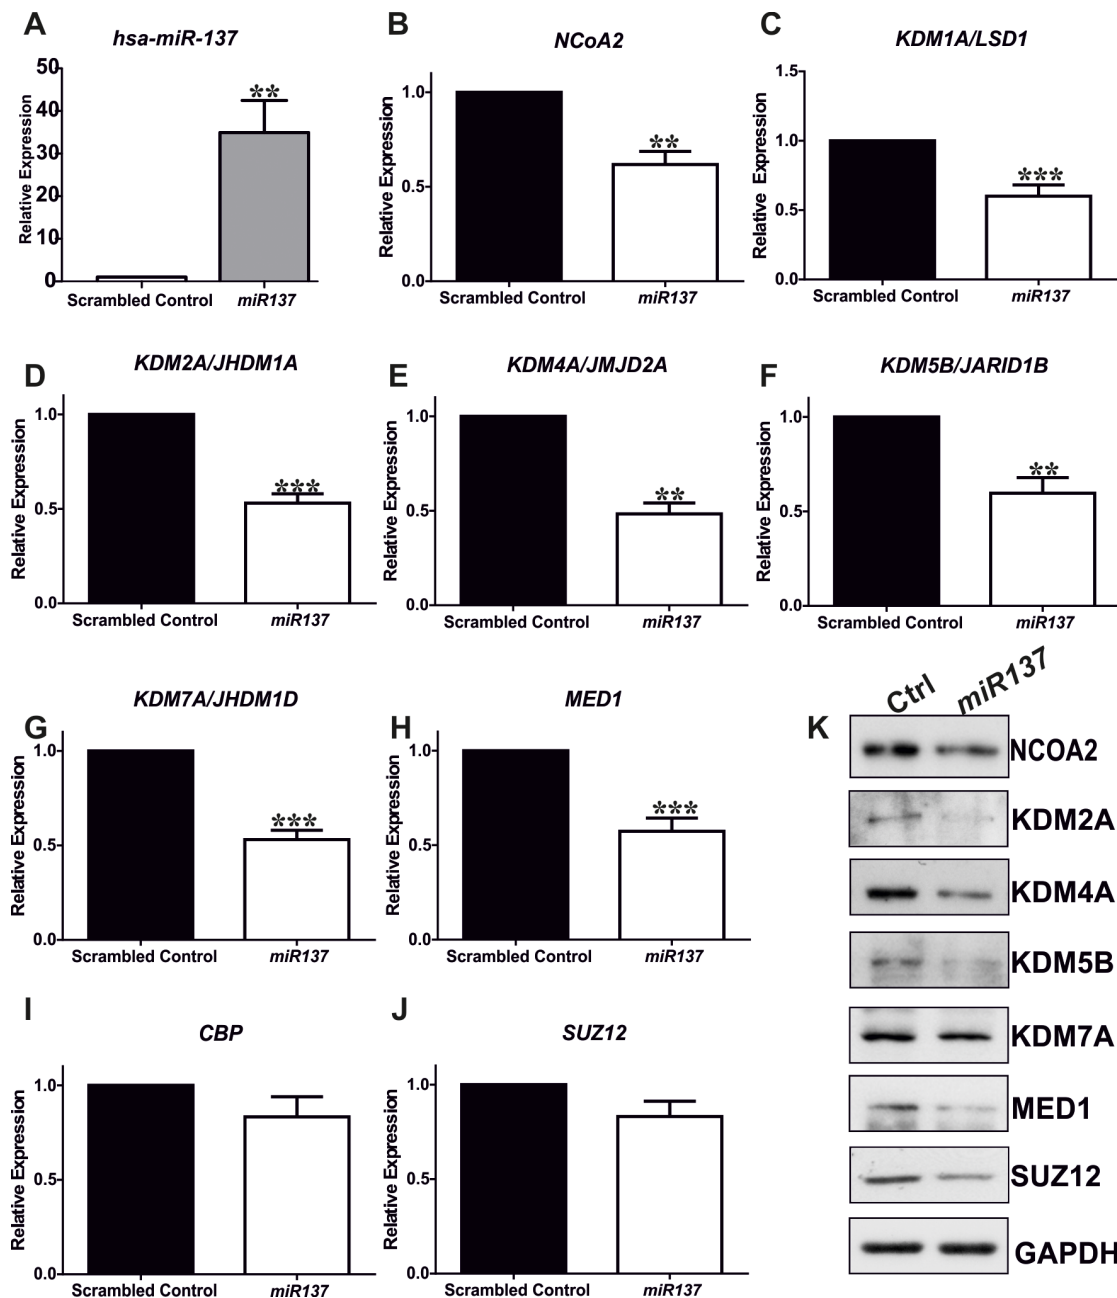 A
hsa-miR-137
Relative Expression
50
40
30
20
10
0
**
Scrambled Control
miR137
B
NCoA2
Relative Expression
1.0
0.5
0.0
**
Scrambled Control
miR137
C
KDM1A/LSD1
Relative Expression
1.5
1.0
0.5
0.0
***
Scrambled Control
miR137
D
KDM2A/JHDM1A
Relative Expression
1.0
0.5
0.0
***
Scrambled Control
miR137
E
KDM4A/JMJD2A
Relative Expression
1.0
0.5
0.0
**
Scrambled Control
miR137
F
KDM5B/JARID1B
Relative Expression
1.0
0.5
0.0
**
Scrambled Control
miR137
G
KDM7A/JHDM1D
Relative Expression
1.0
0.5
0.0
***
Scrambled Control
miR137
H
MED1
Relative Expression
1.0
0.5
0.0
***
Scrambled Control
miR137
I
CBP
Relative Expression
1.0
0.5
0.0
Scrambled Control
miR137
J
SUZ12
Relative Expression
1.0
0.5
0.0
Scrambled Control
miR137
K
Ctrl
miR137
NCOA2
KDM2A
KDM4A
KDM5B
KDM7A
MED1
SUZ12
GAPDH